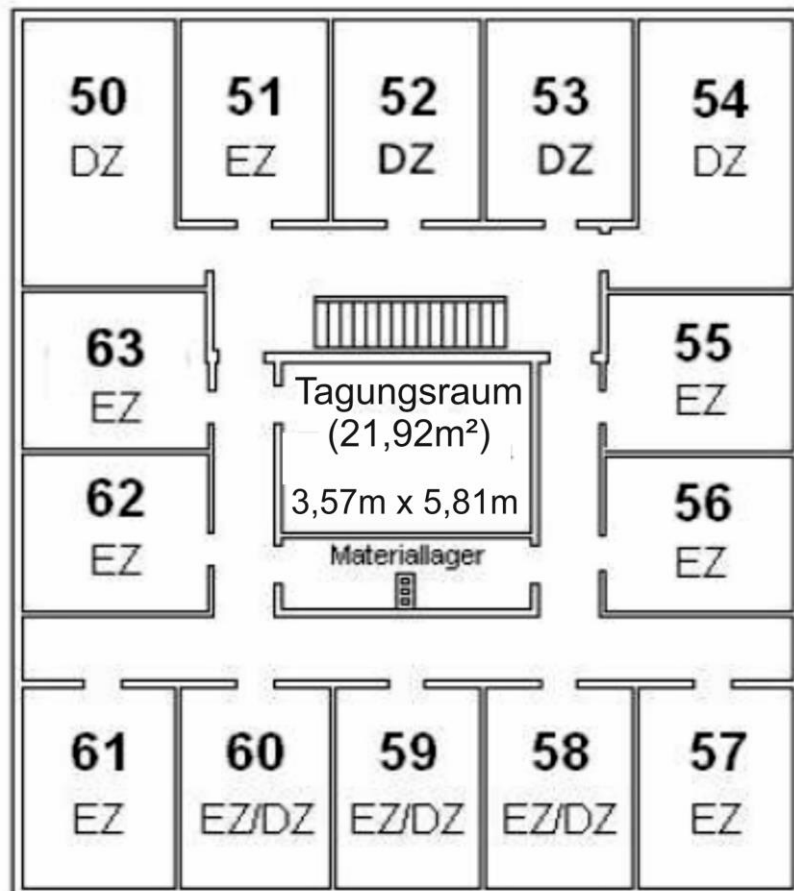 50
DZ
51
EZ
52
DZ
53
DZ
54
DZ
63
EZ
Tagungsraum
(21,92m²)
3,57m x 5,81m
55
EZ
62
EZ
Materiallager
56
EZ
61
EZ
60
EZ/DZ
59
EZ/DZ
58
EZ/DZ
57
EZ